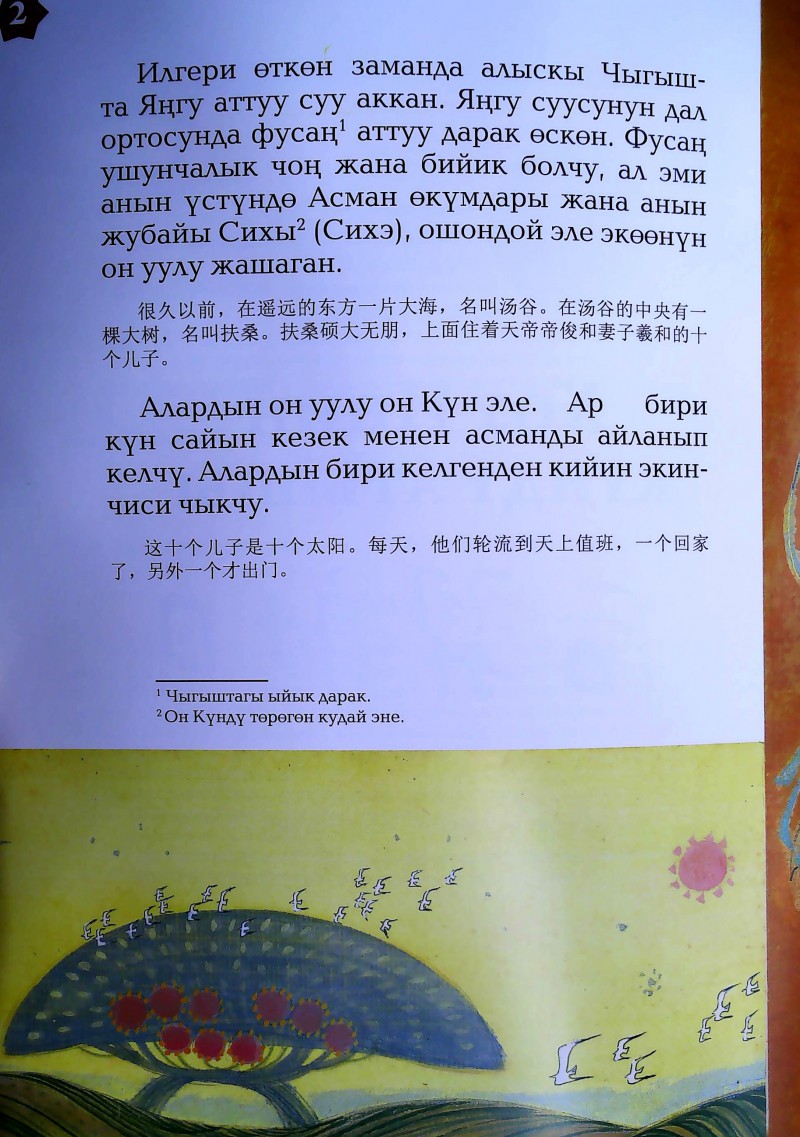 2
Илгери өткөн заманда алыскы Чыгыш-
та Яңгу аттуу суу аккан. Яңгу суусунун дал
ортосунда фусаң¹ аттуу дарак өскөн. Фусаң
ушунчалык чоң жана бийик болчу, ал эми
анын үстүндө Асман өкүмдары жана анын
жубайы Сихы² (Сихэ), ошондой эле экөөнүн
он уулу жашаган.
很久以前，在遥远的东方一片大海，名叫汤谷。在汤谷的中央有一
棵大树，名叫扶桑。扶桑硕大无朋，上面住着天帝帝俊和妻子羲和的十
个儿子。
Алардын он уулу он Күн эле. Ар бири
күн сайын кезек менен асманды айланып
келчү. Алардын бири келгенден кийин экин-
чиси чыкчу.
这十个儿子是十个太阳。每天，他们轮流到天上值班，一个回家
了，另外一个才出门。
¹ Чыгыштагы ыйык дарак.
² Он Күндү төрөгөн кудай эне.